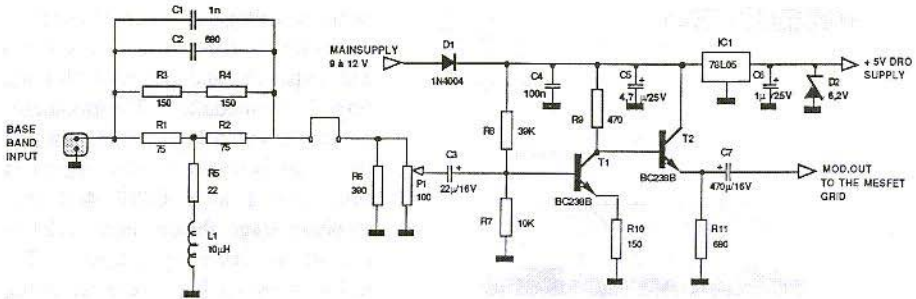 C1 1n
C2 680
R3 150
R4 150
R1 75
R2 75
BASE
BAND
INPUT
R5 22
L1 10µH
R6 390
P1 100
C3 + 22µ/16V
MAINSUPPLY
9 à 12 V
D1
1N4004
R8 39K
R7 10K
C4 100n
R9 470
C5 + 4,7 µ/25V
T1
BC238B
R10 150
T2
BC238B
R11 680
IC1
78L05
C6 + 1µ/25V
D2 6,2V
+ 5V DRO
SUPPLY
C7 + 470µ/16V
MOD.OUT
TO THE MESFET
GRID